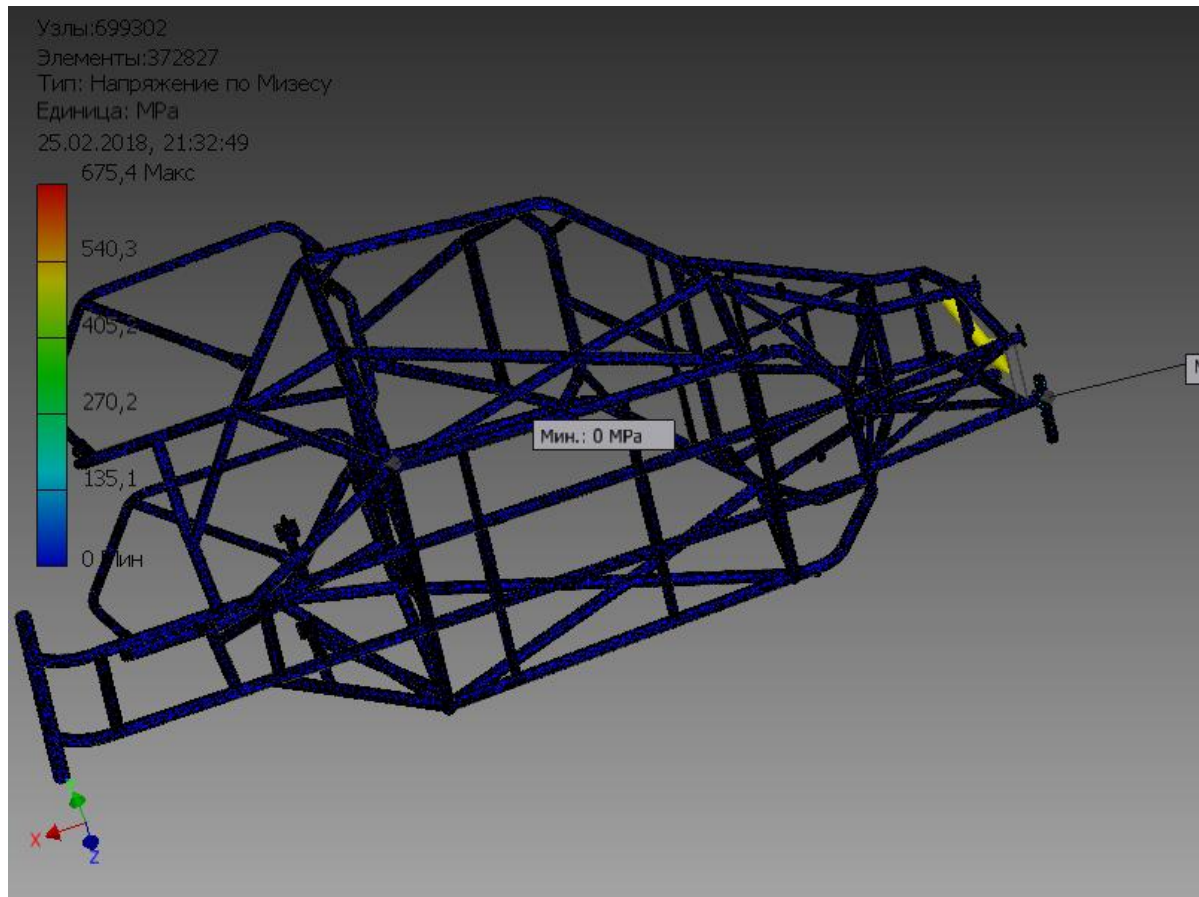 Узлы:699302
Элементы:372827
Тип: Напряжение по Мизесу
Единица: MPa
25.02.2018, 21:32:49
675,4 Макс
540,3
405,2
270,2
Мин.: 0 MPa
135,1
0 Мин
X
Z